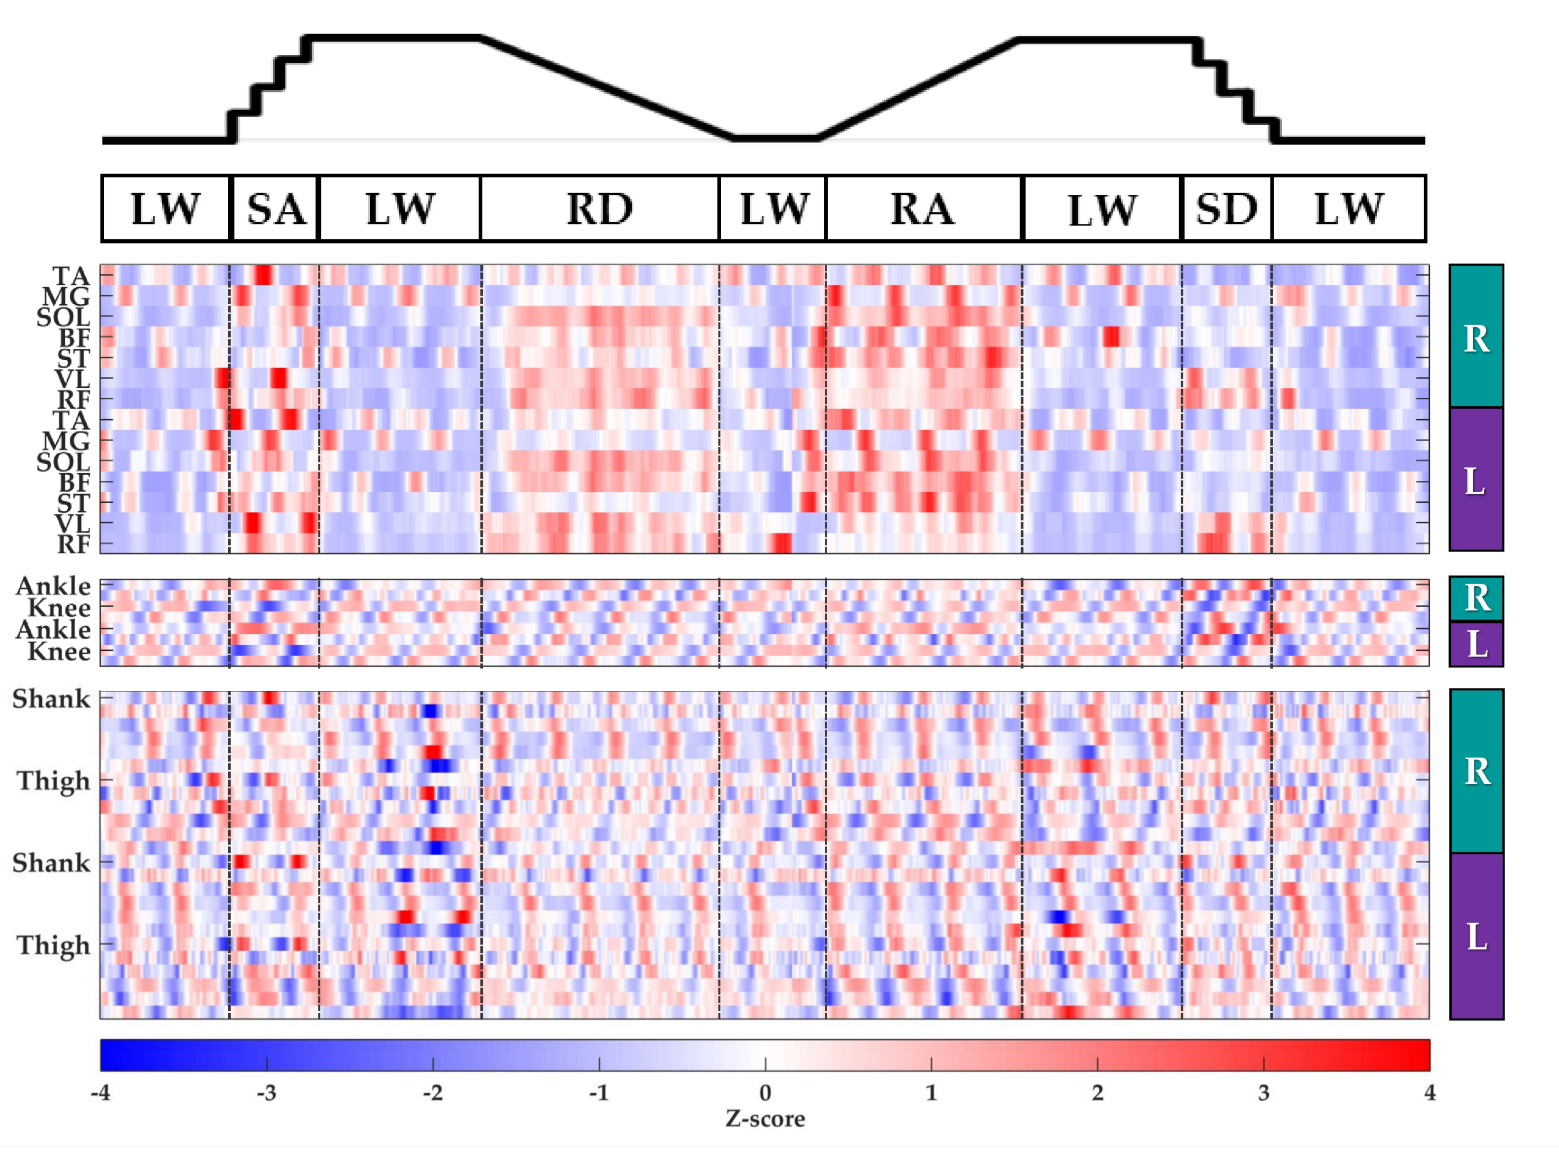 LW SA LW RD LW RA LW SD LW
TA
MG
SOL
BF
ST
VL
RF
R
TA
MG
SOL
BF
ST
VL
RF
L
Ankle
Knee
R
Ankle
Knee
L
Shank
Thigh
R
Shank
Thigh
L
-4 -3 -2 -1 0 1 2 3 4
Z-score